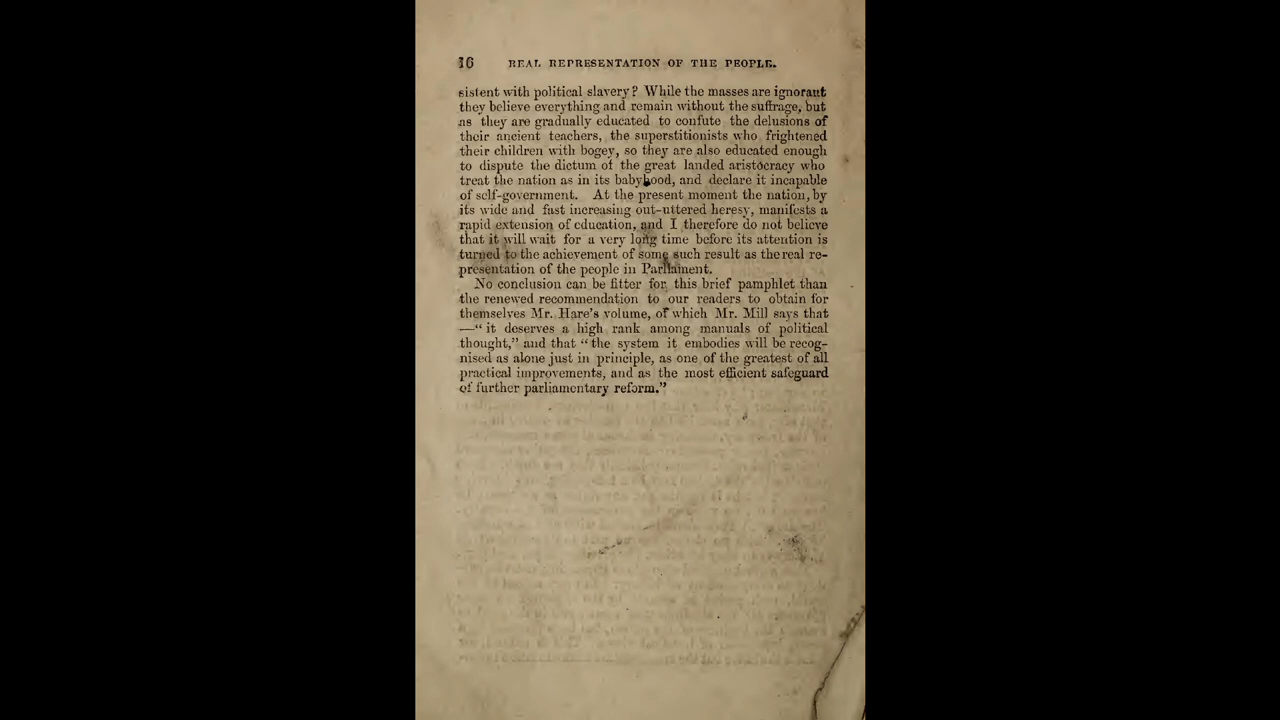 16 REAL REPRESENTATION OF THE PEOPLE.
sistent with political slavery? While the masses are ignorant
they believe everything and remain without the suffrage, but
as they are gradually educated to confute the delusions of
their ancient teachers, the superstitionists who frightened
their children with bogey, so they are also educated enough
to dispute the dictum of the great landed aristocracy who
treat the nation as in its babyhood, and declare it incapable
of self-government. At the present moment the nation, by
its wide and fast increasing out-uttered heresy, manifests a
rapid extension of education, and I therefore do not believe
that it will wait for a very long time before its attention is
turned to the achievement of some such result as the real re-
presentation of the people in Parliament.
No conclusion can be fitter for this brief pamphlet than
the renewed recommendation to our readers to obtain for
themselves Mr. Hare's volume, of which Mr. Mill says that
—“ it deserves a high rank among manuals of political
thought,” and that “the system it embodies will be recog-
nised as alone just in principle, as one of the greatest of all
practical improvements, and as the most efficient safeguard
of further parliamentary reform.”